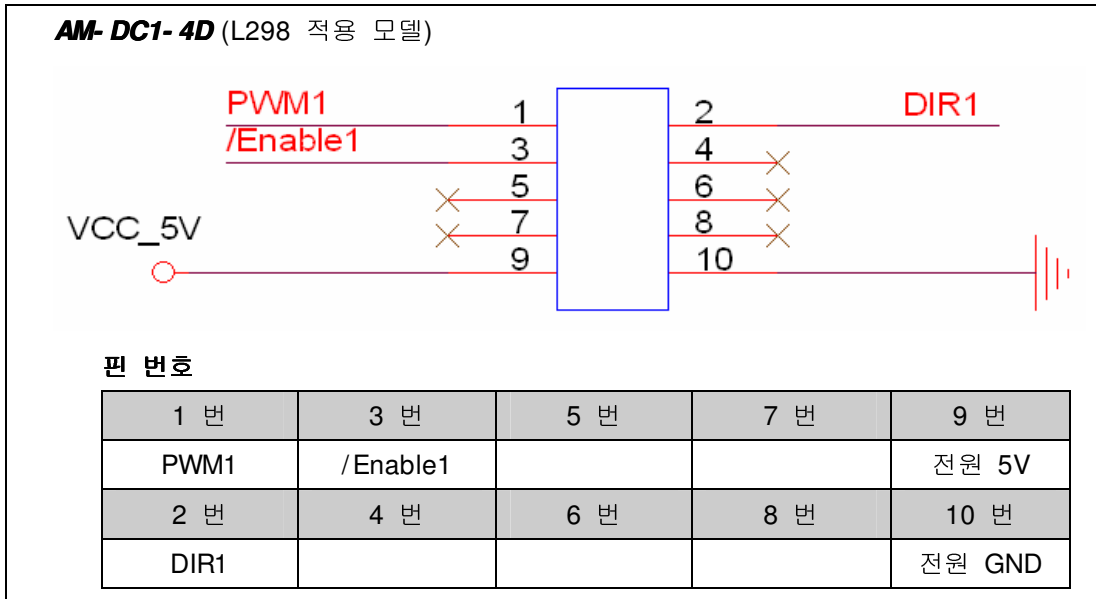 AM- DC1- 4D (L298 적용 모델)
PWM1 1 2 DIR1
/Enable1 3 4
5 6
VCC_5V 7 8
9 10
핀 번호
1 번 3 번 5 번 7 번 9 번
PWM1 /Enable1 전원 5V
2 번 4 번 6 번 8 번 10 번
DIR1 전원 GND